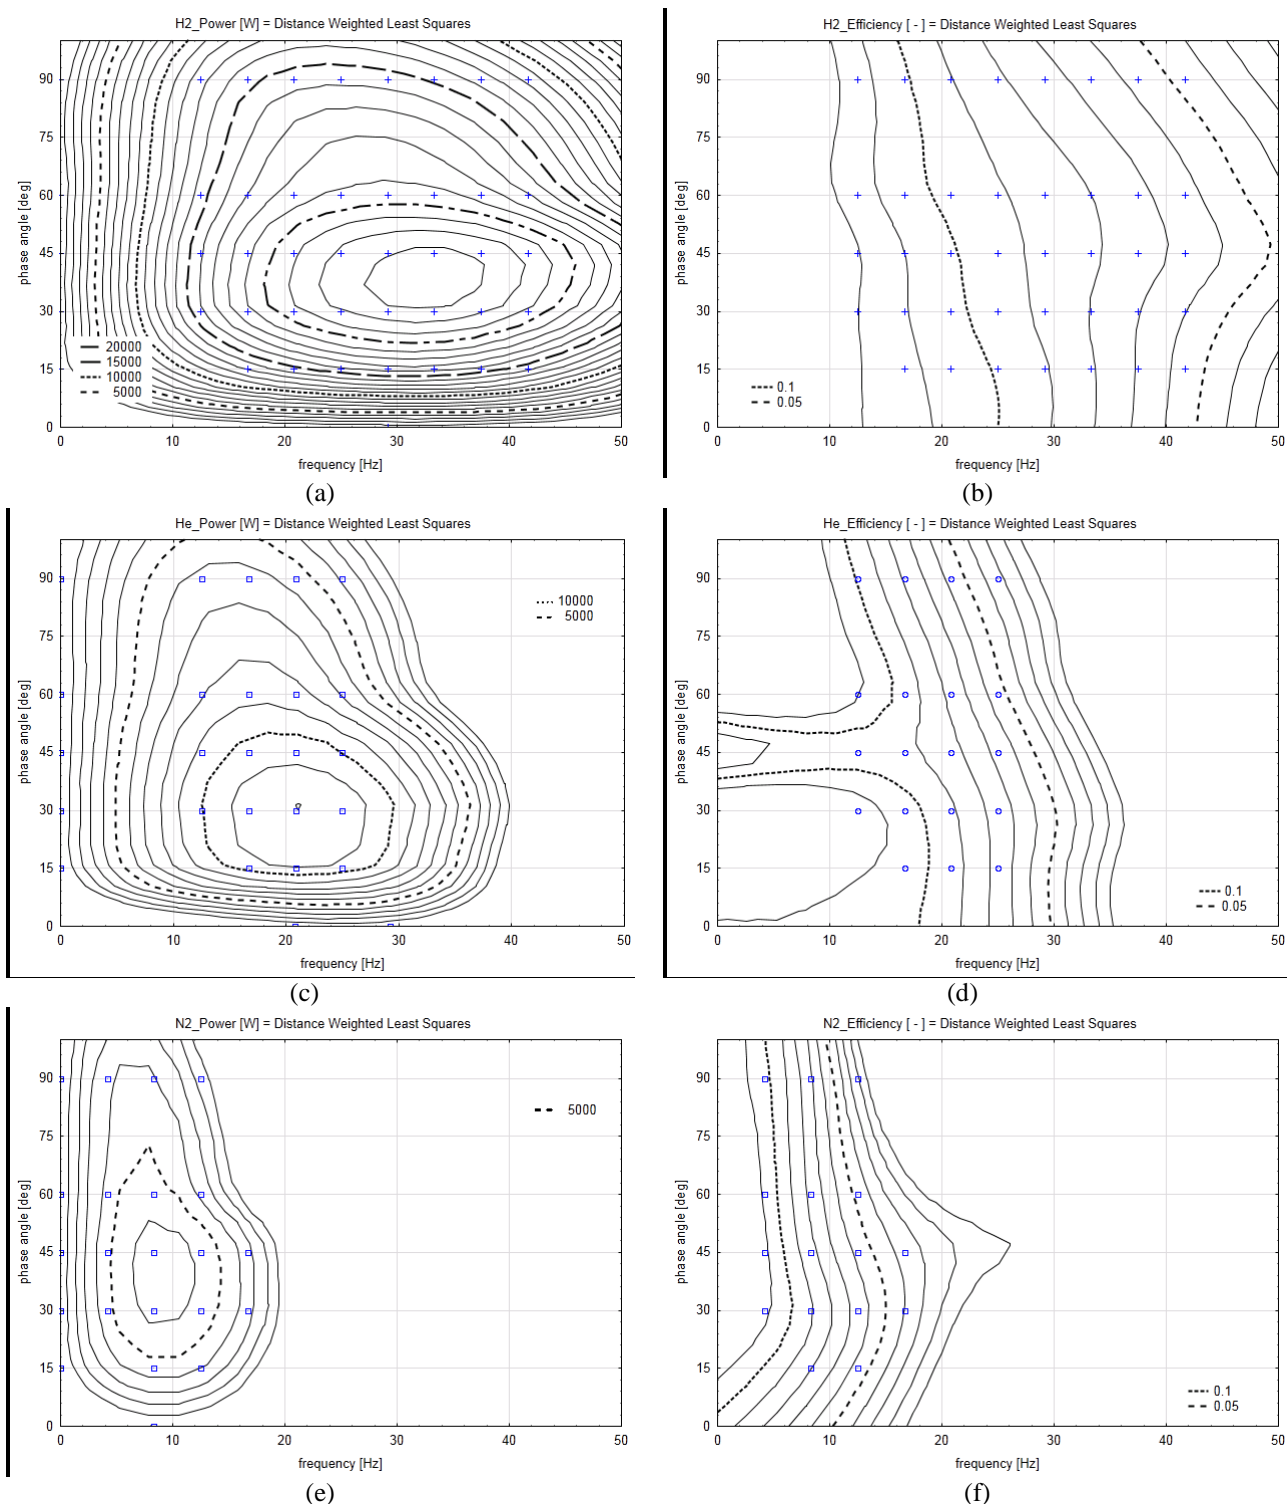 H2_Power [W] = Distance Weighted Least Squares
phase angle [deg]
90
75
60
45
30
15
0
20000
15000
10000
5000
0 10 20 30 40 50
frequency [Hz]
(a)
H2_Efficiency [ - ] = Distance Weighted Least Squares
phase angle [deg]
90
75
60
45
30
15
0
0.1
0.05
0 10 20 30 40 50
frequency [Hz]
(b)
He_Power [W] = Distance Weighted Least Squares
phase angle [deg]
90
75
60
45
30
15
0
10000
5000
0 10 20 30 40 50
frequency [Hz]
(c)
He_Efficiency [ - ] = Distance Weighted Least Squares
phase angle [deg]
90
75
60
45
30
15
0
0.1
0.05
0 10 20 30 40 50
frequency [Hz]
(d)
N2_Power [W] = Distance Weighted Least Squares
phase angle [deg]
90
75
60
45
30
15
0
5000
0 10 20 30 40 50
frequency [Hz]
(e)
N2_Efficiency [ - ] = Distance Weighted Least Squares
phase angle [deg]
90
75
60
45
30
15
0
0.1
0.05
0 10 20 30 40 50
frequency [Hz]
(f)